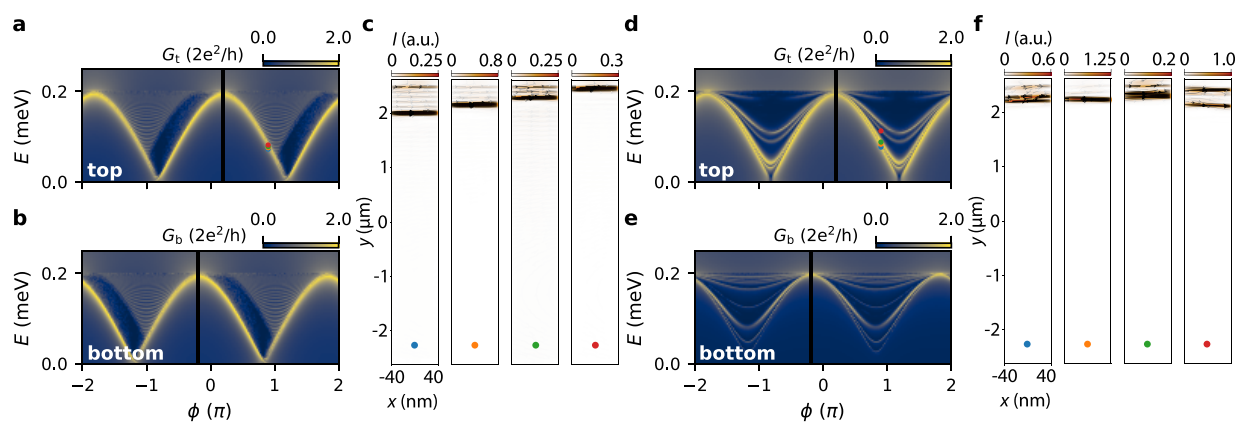 a
G_t (2e²/h)
0.0 2.0
E (meV)
0.2
0.0
top
b
G_b (2e²/h)
0.0 2.0
E (meV)
0.2
0.0
bottom
−2 −1 0 1 2
ϕ (π)
c
I (a.u.)
0 0.25 0 0.8 0 0.25 0 0.3
y (μm)
2
1
0
-1
-2
-40 40
x (nm)
d
G_t (2e²/h)
0.0 2.0
E (meV)
0.2
0.0
top
e
G_b (2e²/h)
0.0 2.0
E (meV)
0.2
0.0
bottom
−2 −1 0 1 2
ϕ (π)
f
I (a.u.)
0 0.6 0 1.25 0 0.2 0 1.0
y (μm)
2
1
0
-1
-2
-40 40
x (nm)